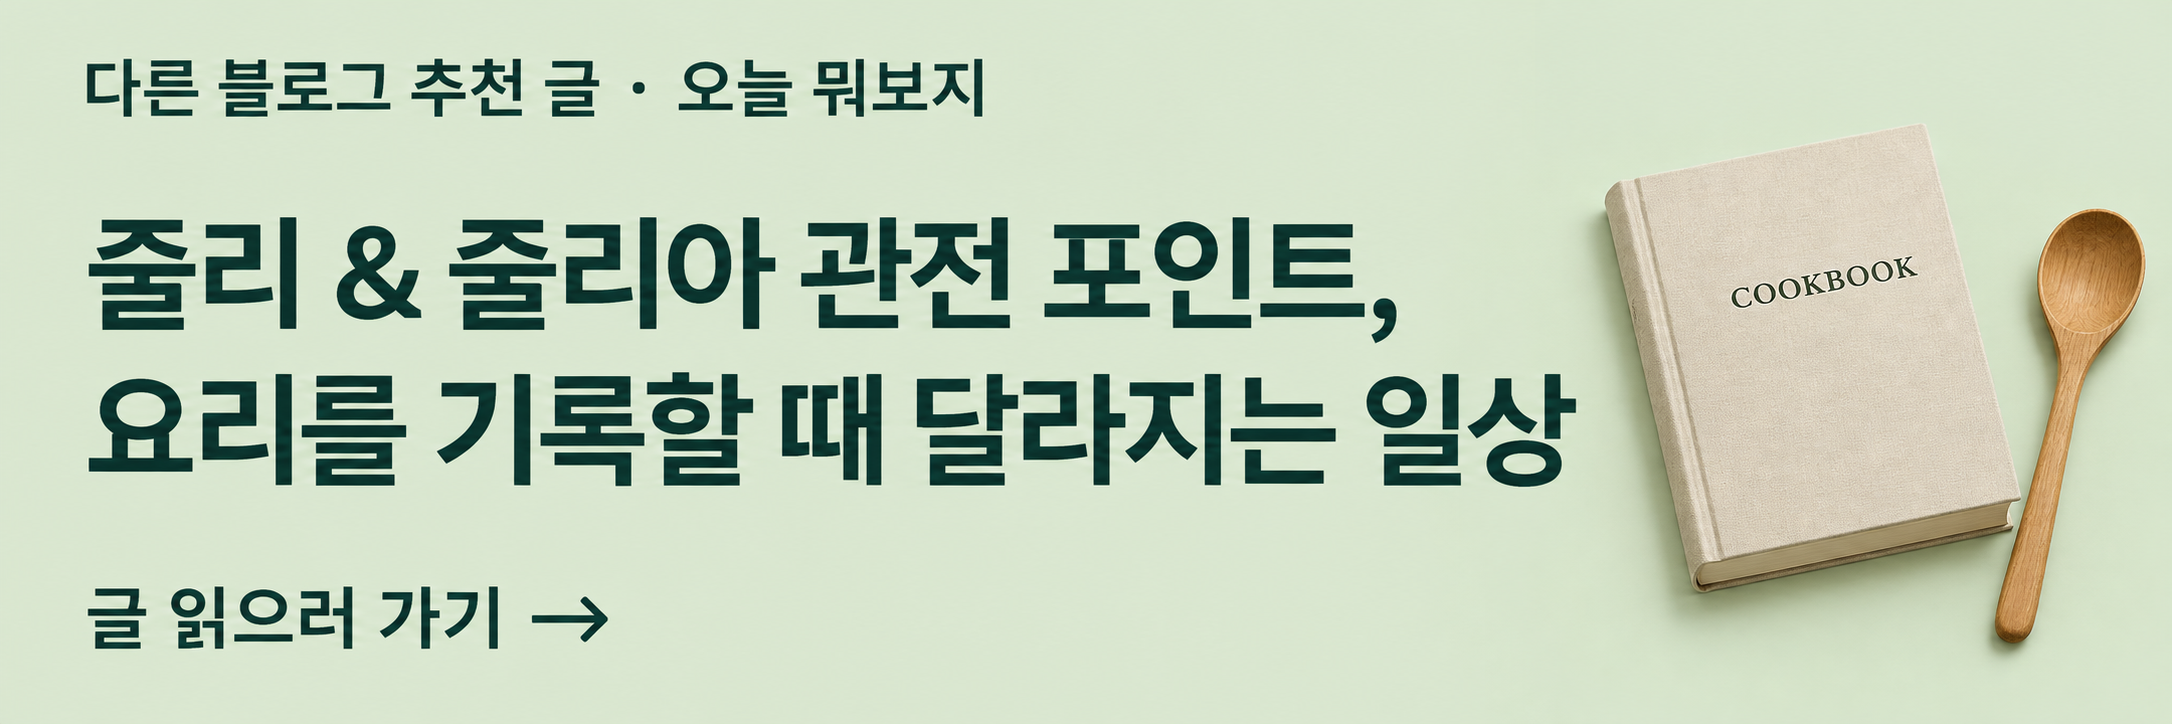 다른 블로그 추천 글 · 오늘 뭐보지
줄리 & 줄리아 관전 포인트,
요리를 기록할 때 달라지는 일상
글 읽으러 가기 →
COOKBOOK